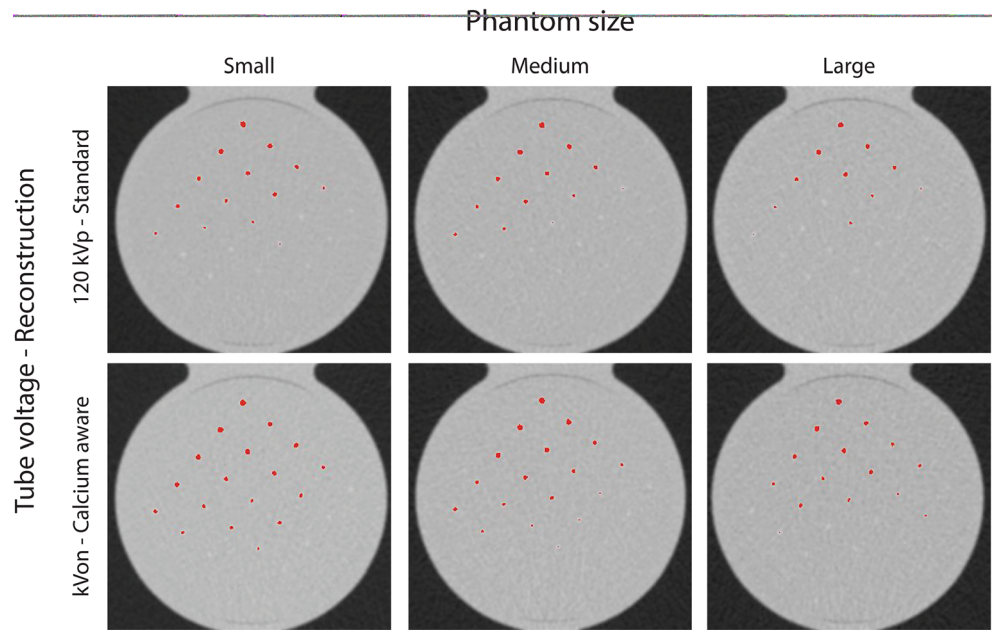 Phantom size
Small
Medium
Large
Tube voltage - Reconstruction
120 kVp - Standard
kVon - Calcium aware